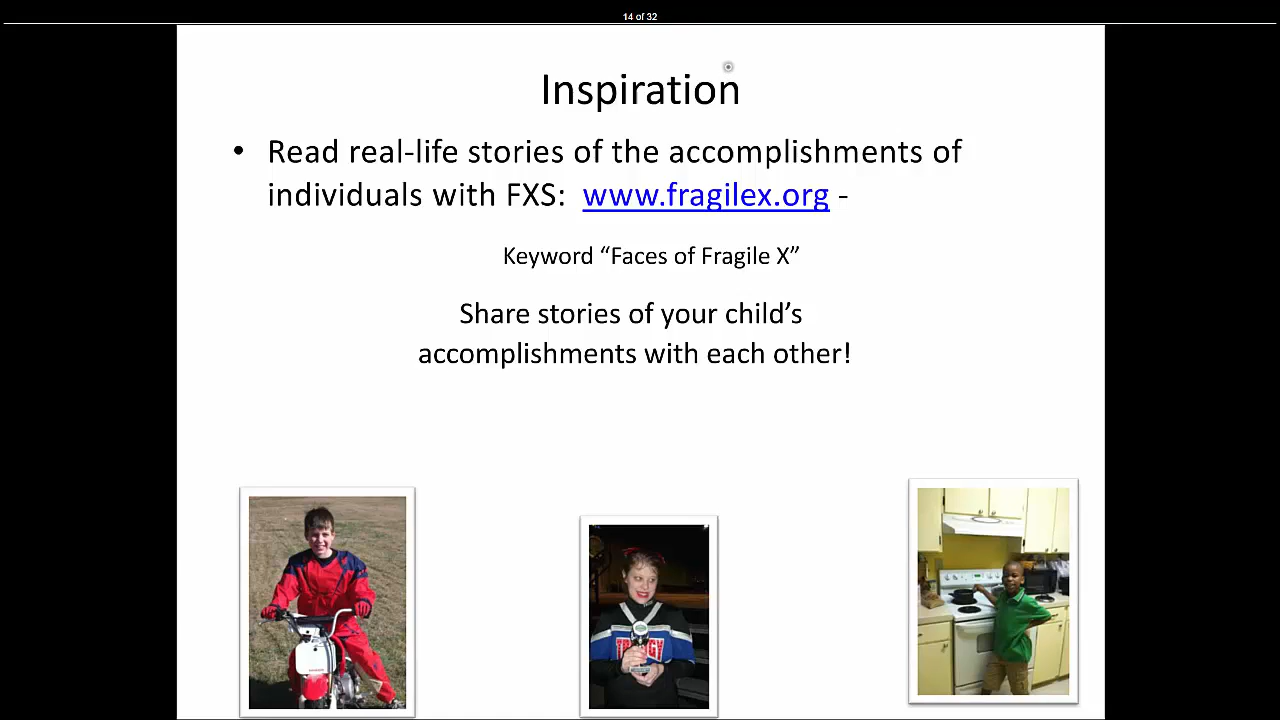 14 of 32
Inspiration
• Read real-life stories of the accomplishments of
individuals with FXS: www.fragilex.org -
Keyword “Faces of Fragile X”
Share stories of your child’s
accomplishments with each other!